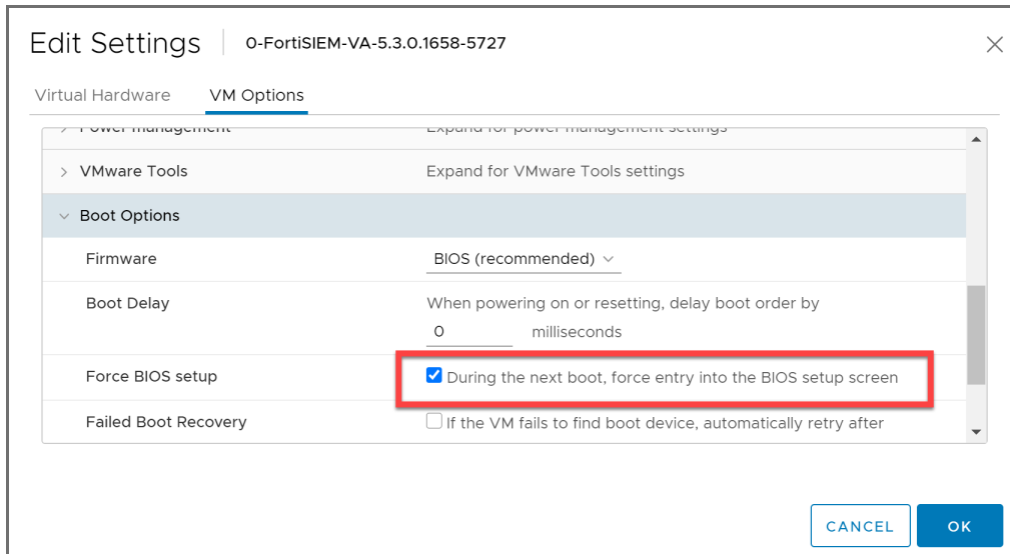 Edit Settings 0-FortiSIEM-VA-5.3.0.1658-5727
Virtual Hardware VM Options
Power management Expand for power management settings
VMware Tools Expand for VMware Tools settings
Boot Options
Firmware BIOS (recommended)
Boot Delay When powering on or resetting, delay boot order by
0 milliseconds
Force BIOS setup During the next boot, force entry into the BIOS setup screen
Failed Boot Recovery If the VM fails to find boot device, automatically retry after
CANCEL OK